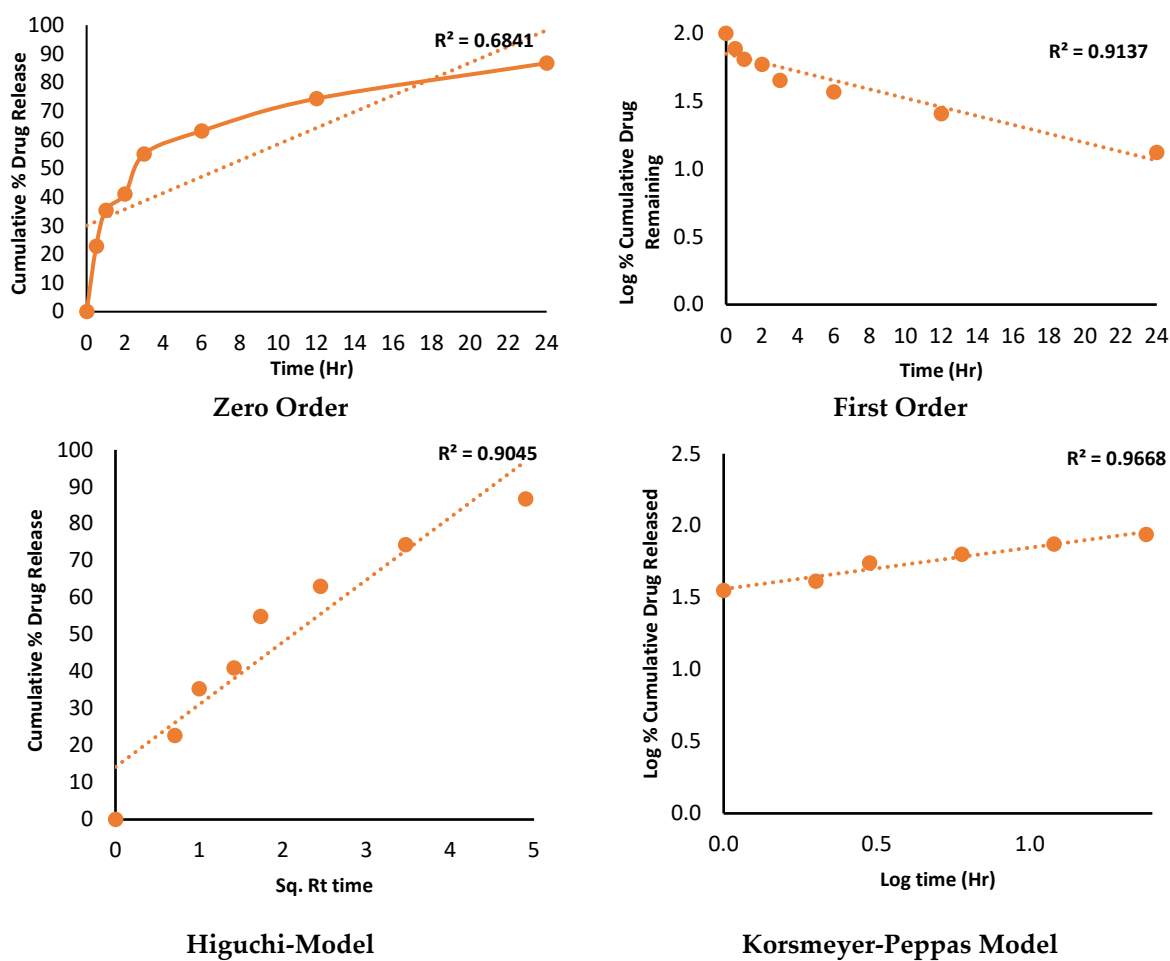 R² = 0.6841
Cumulative % Drug Release
100
90
80
70
60
50
40
30
20
10
0
0 2 4 6 8 10 12 14 16 18 20 22 24
Time (Hr)
Zero Order
R² = 0.9137
Log % Cumulative Drug
Remaining
2.0
1.5
1.0
0.5
0.0
0 2 4 6 8 10 12 14 16 18 20 22 24
Time (Hr)
First Order
R² = 0.9045
Cumulative % Drug Release
100
90
80
70
60
50
40
30
20
10
0
0 1 2 3 4 5
Sq. Rt time
Higuchi-Model
R² = 0.9668
Log % Cumulative Drug Released
2.5
2.0
1.5
1.0
0.5
0.0
0.0 0.5 1.0
Log time (Hr)
Korsmeyer-Peppas Model